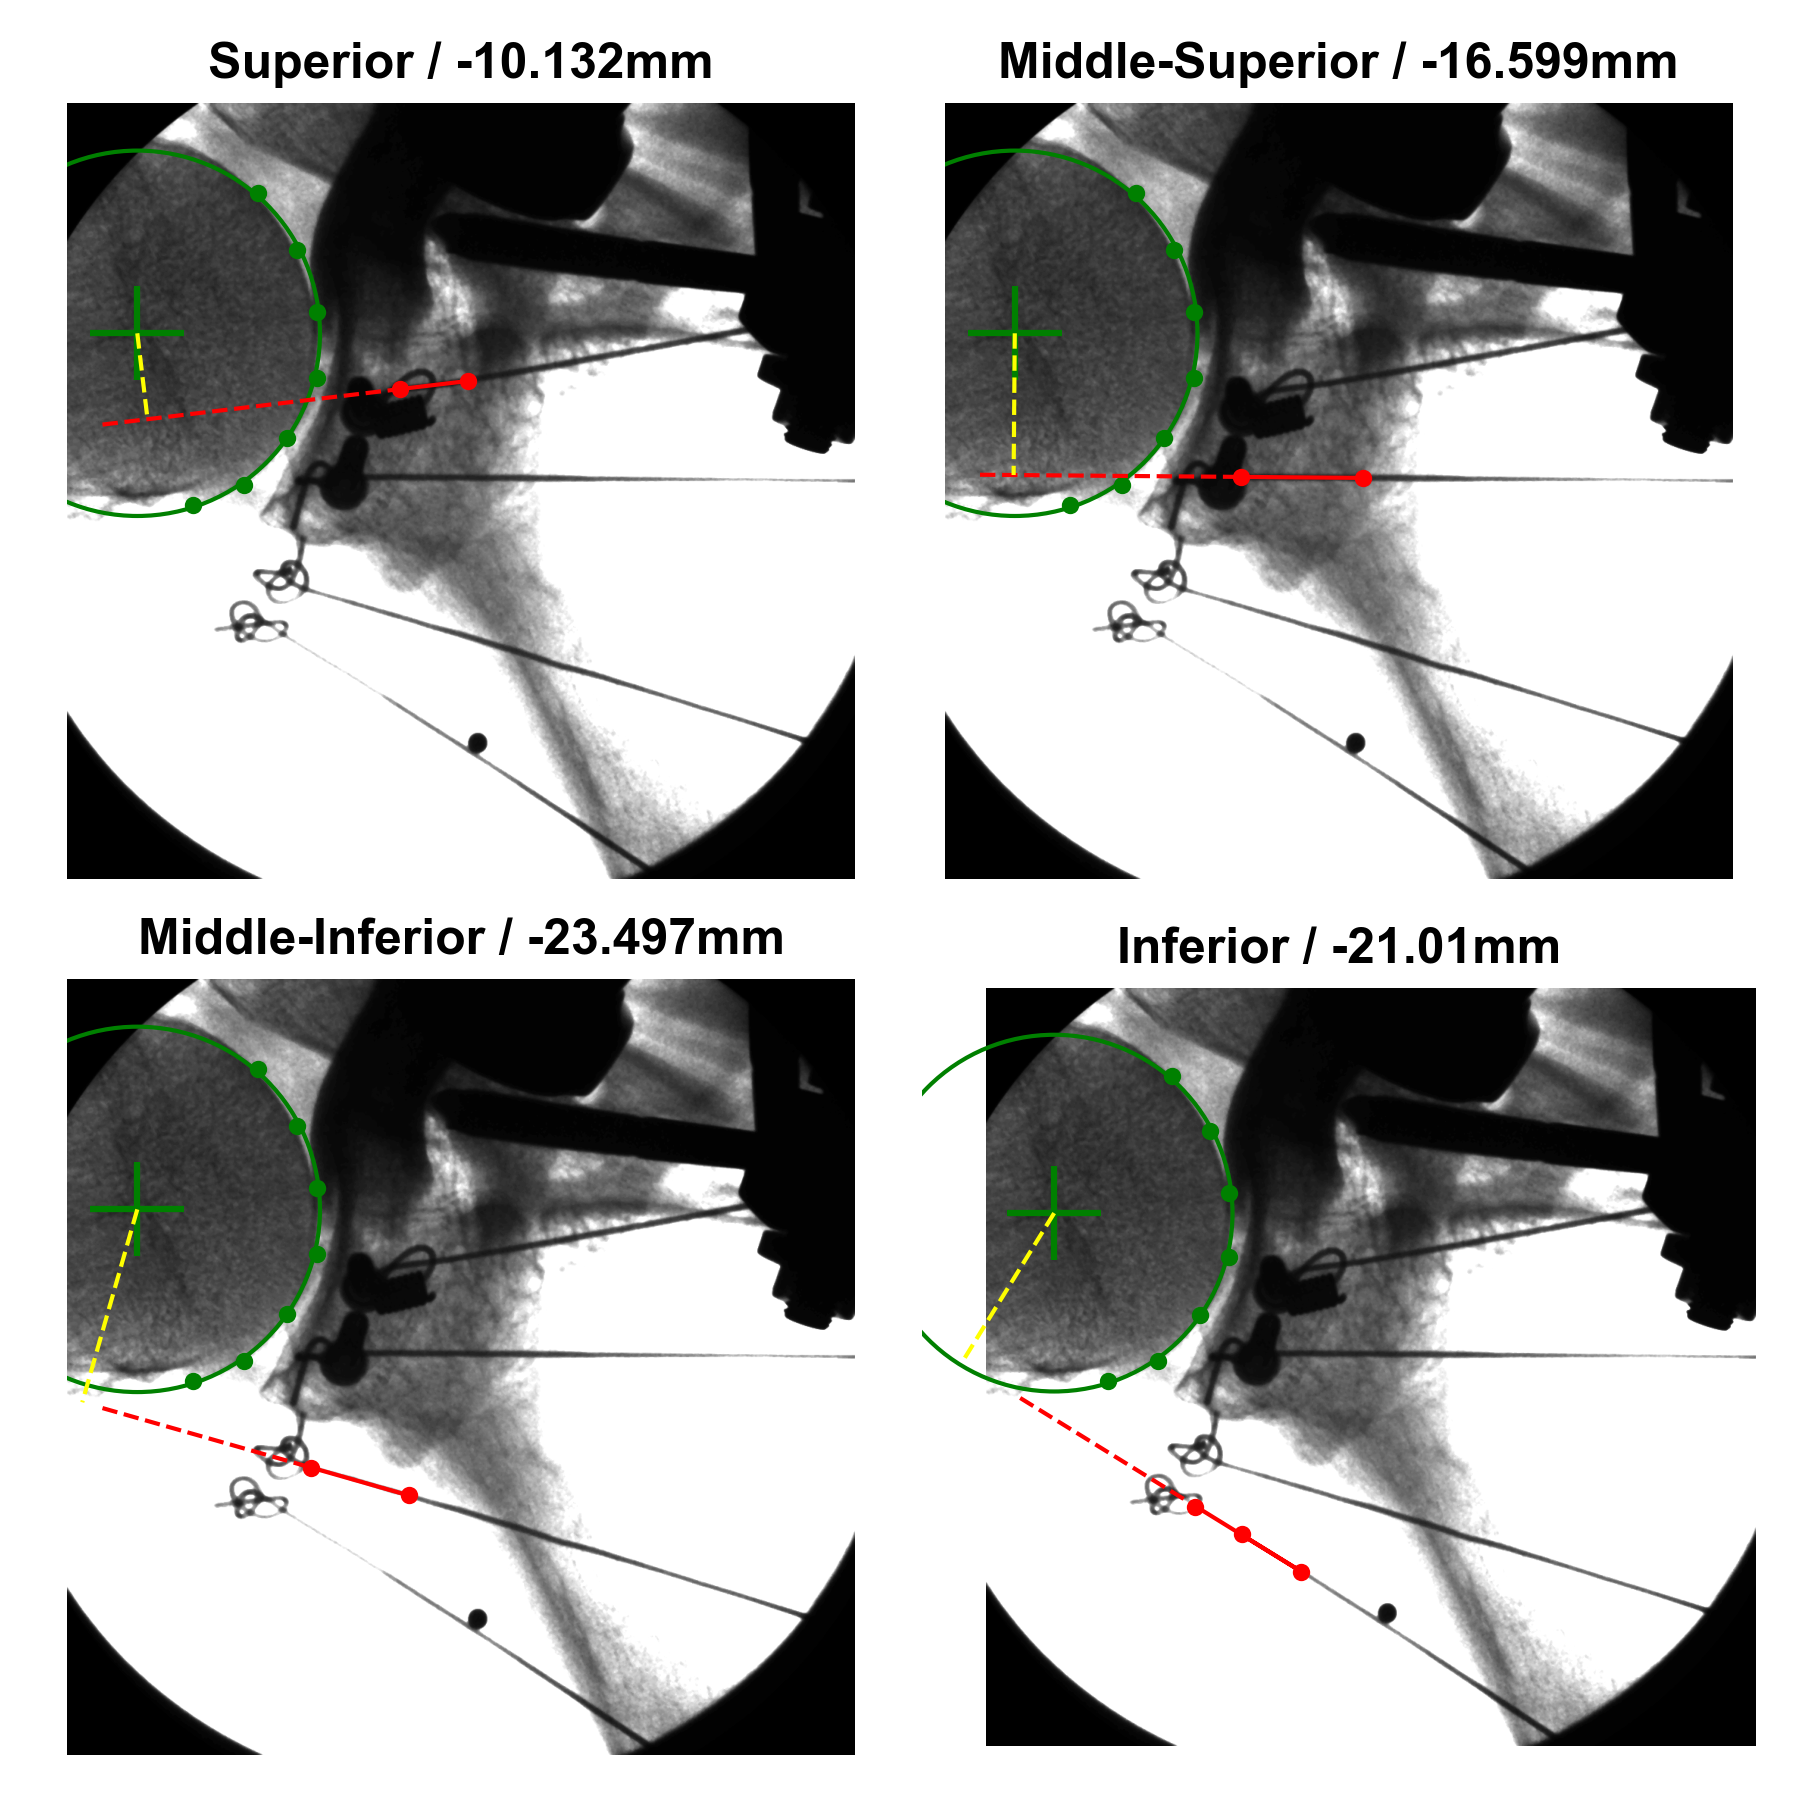 Superior / -10.132mm
Middle-Superior / -16.599mm
Middle-Inferior / -23.497mm
Inferior / -21.01mm